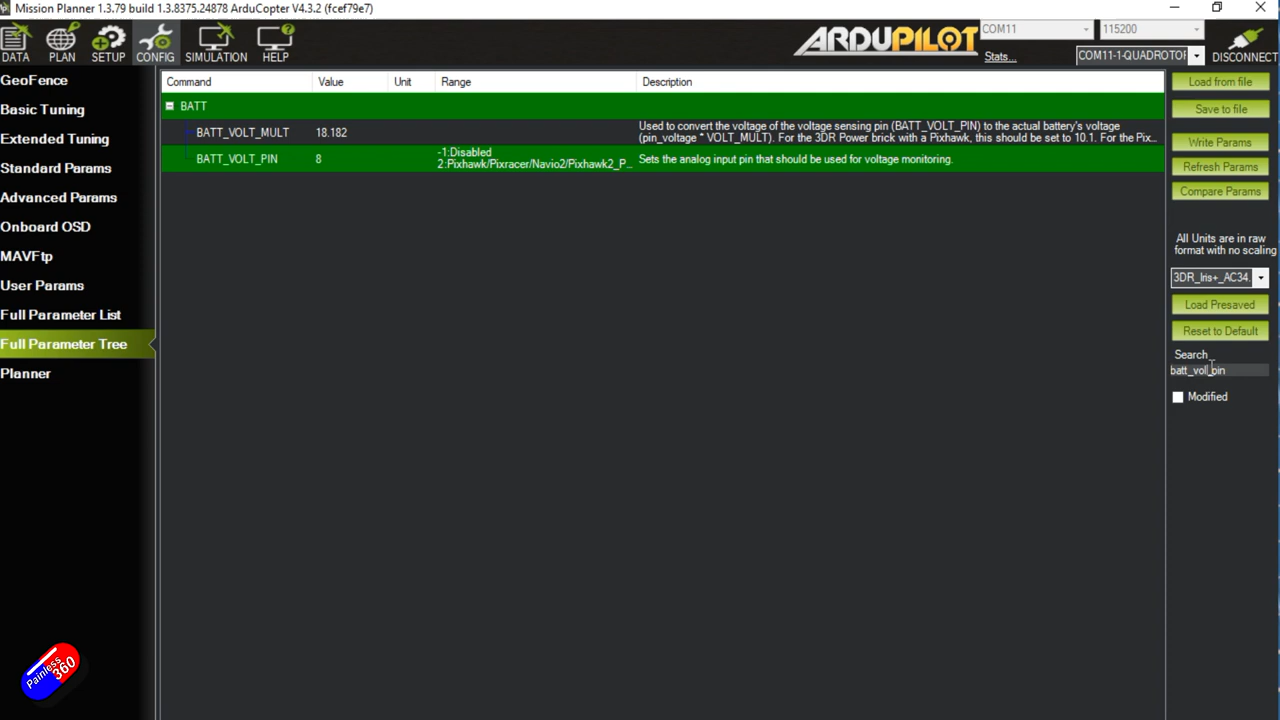 Mission Planner 1.3.79 build 1.3.8375.24878 ArduCopter V4.3.2 (fcef79e7)
DATA
PLAN
SETUP
CONFIG
SIMULATION
HELP
ARDUPILOT
COM11
115200
Stats...
COM11-1-QUADROTOR
DISCONNECT
GeoFence
Basic Tuning
Extended Tuning
Standard Params
Advanced Params
Onboard OSD
MAVFtp
User Params
Full Parameter List
Full Parameter Tree
Planner
Command Value Unit Range Description
BATT
BATT_VOLT_MULT 18.182
Used to convert the voltage of the voltage sensing pin (BATT_VOLT_PIN) to the actual battery's voltage
(pin_voltage * VOLT_MULT). For the 3DR Power brick with a Pixhawk, this should be set to 10.1. For the Pix...
BATT_VOLT_PIN 8
-1:Disabled
2:Pixhawk/Pixracer/Navio2/Pixhawk2_P...
Sets the analog input pin that should be used for voltage monitoring.
Load from file
Save to file
Write Params
Refresh Params
Compare Params
All Units are in raw
format with no scaling
3DR_Iris+_AC34.
Load Presaved
Reset to Default
Search
batt_vol_pin
Modified
Painless
360